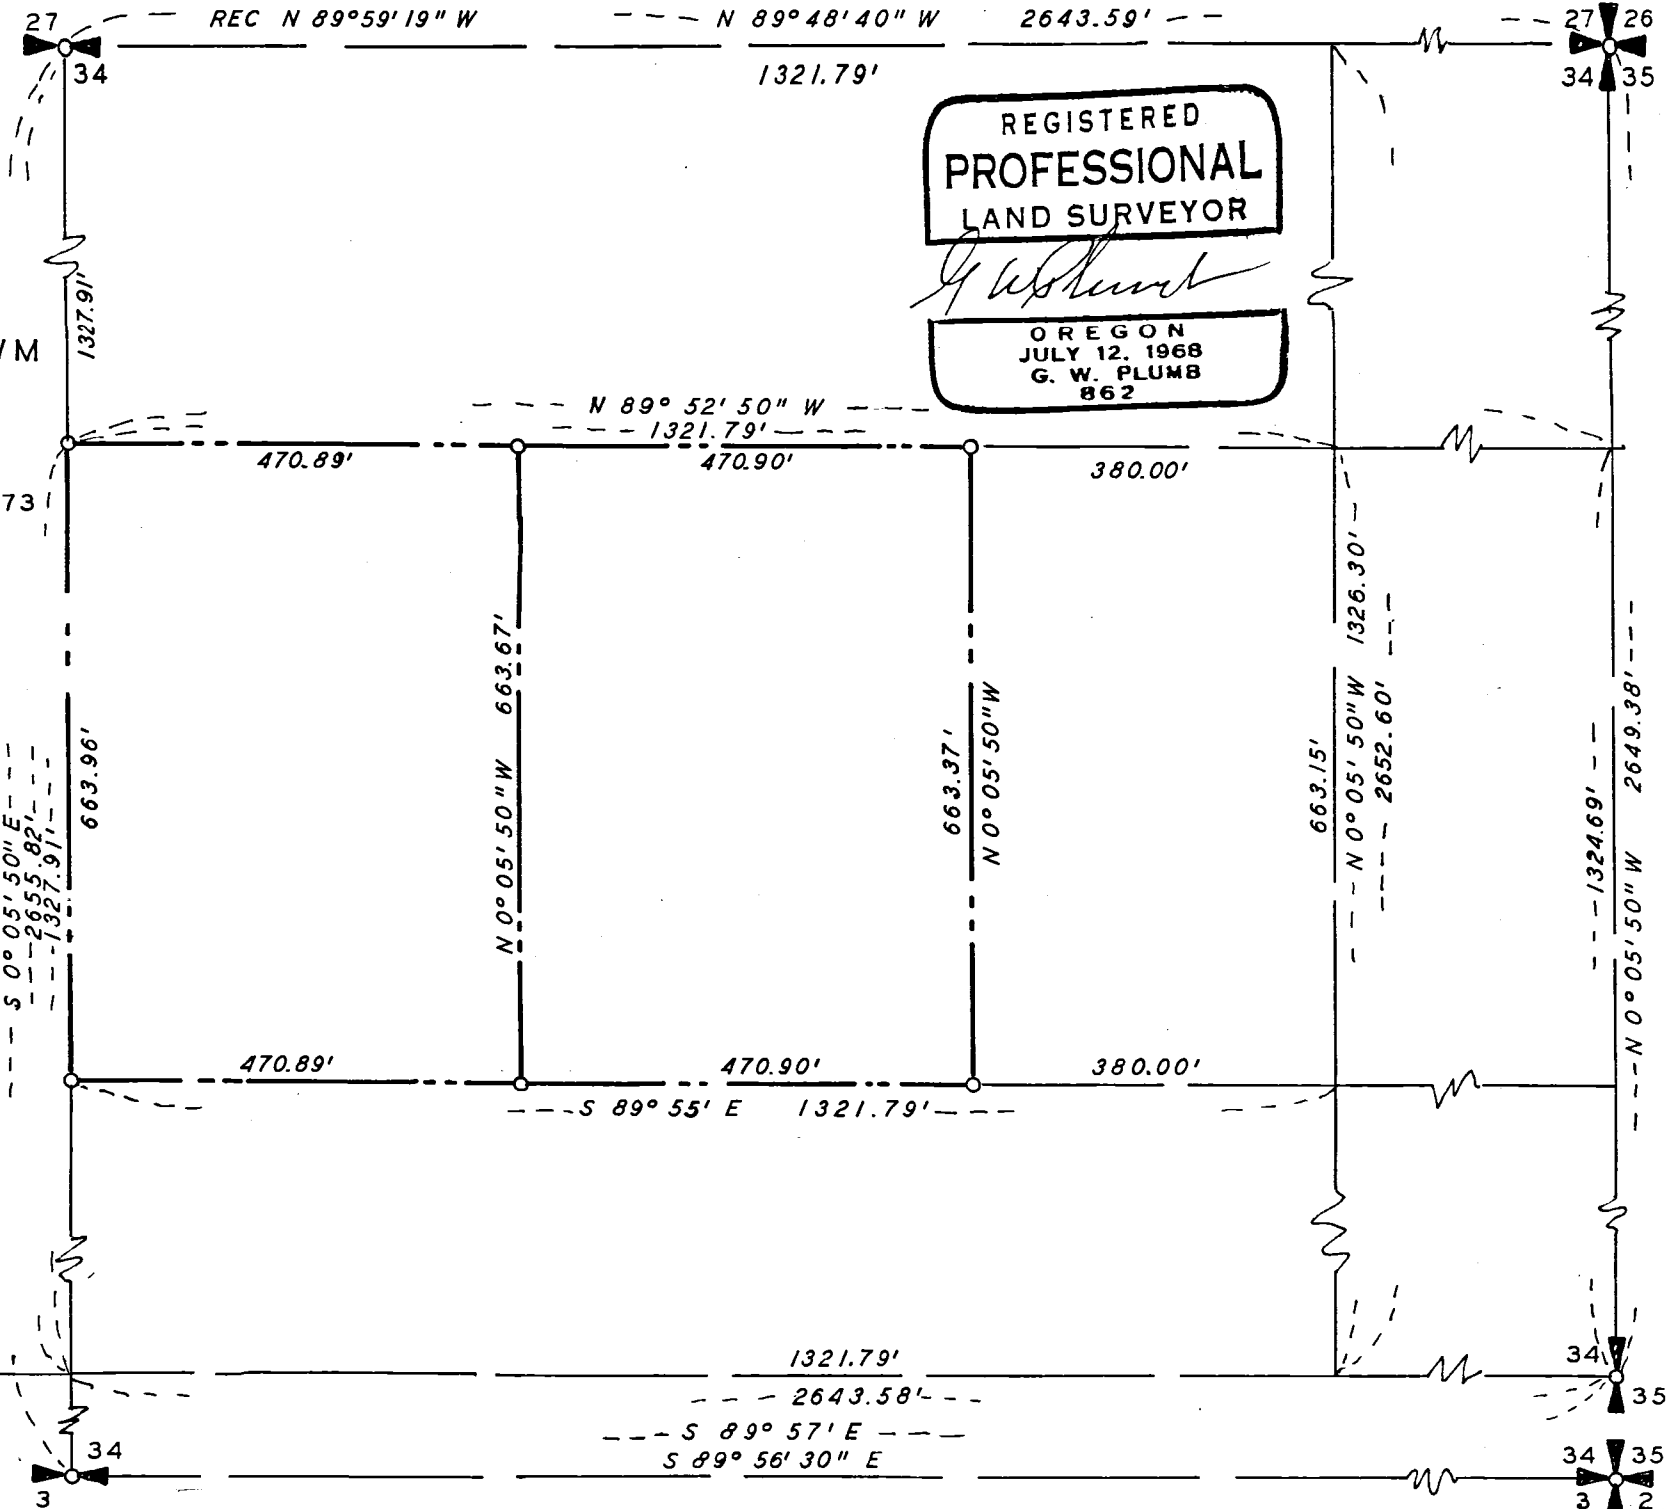 27
REC N 89°59'19" W
N 89°48'40" W 2643.59'
27 26
34
1321.79'
34 35
REGISTERED
PROFESSIONAL
LAND SURVEYOR
OREGON
JULY 12, 1968
G. W. PLUMB
862
1327.91'
M
N 89° 52' 50" W
1321.79'
470.89'
470.90'
380.00'
73
S 0° 05' 50" E
2655.82'
1327.91'
663.96'
N 0° 05' 50" W 663.67'
663.37'
N 0° 05' 50" W
663.15'
N 0° 05' 50" W 1326.30'
2652.60'
1324.69'
N 0° 05' 50" W 2649.38'
470.89'
470.90'
380.00'
S 89° 55' E 1321.79'
1321.79'
34
2643.58'
35
S 89° 57' E
34
S 89° 56' 30" E
34 35
3
3 2